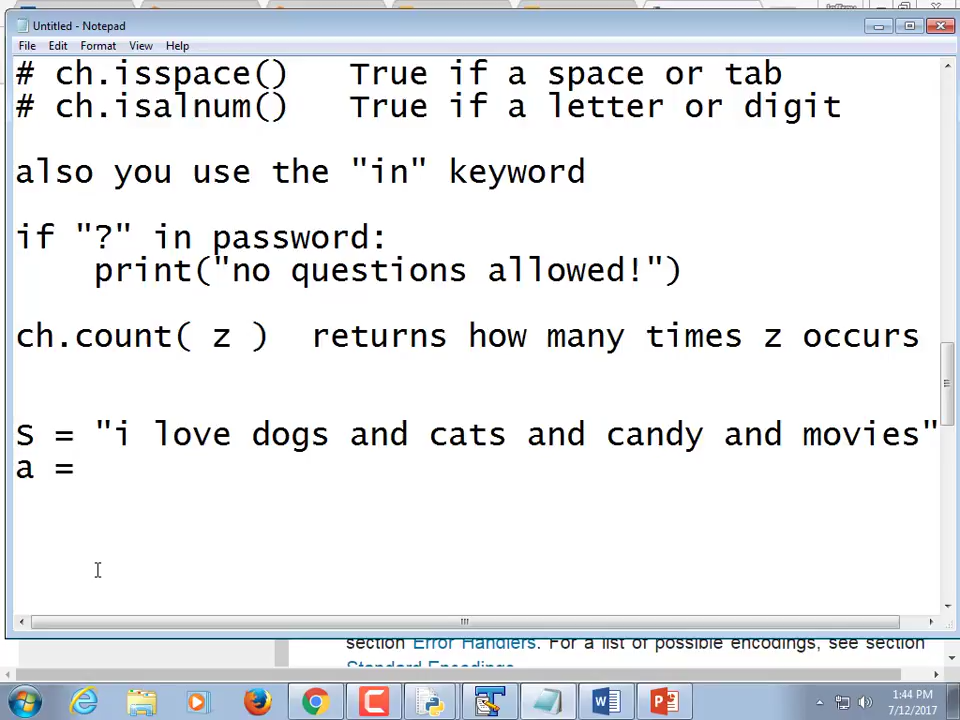 Untitled - Notepad
File Edit Format View Help
# ch.isspace() True if a space or tab
# ch.isalnum() True if a letter or digit
also you use the "in" keyword
if "?" in password:
print("no questions allowed!")
ch.count( z ) returns how many times z occurs
S = "i love dogs and cats and candy and movies"
a =
section Error Handlers. For a list of possible encodings, see section
Standard Encodings
1:44 PM
7/12/2017